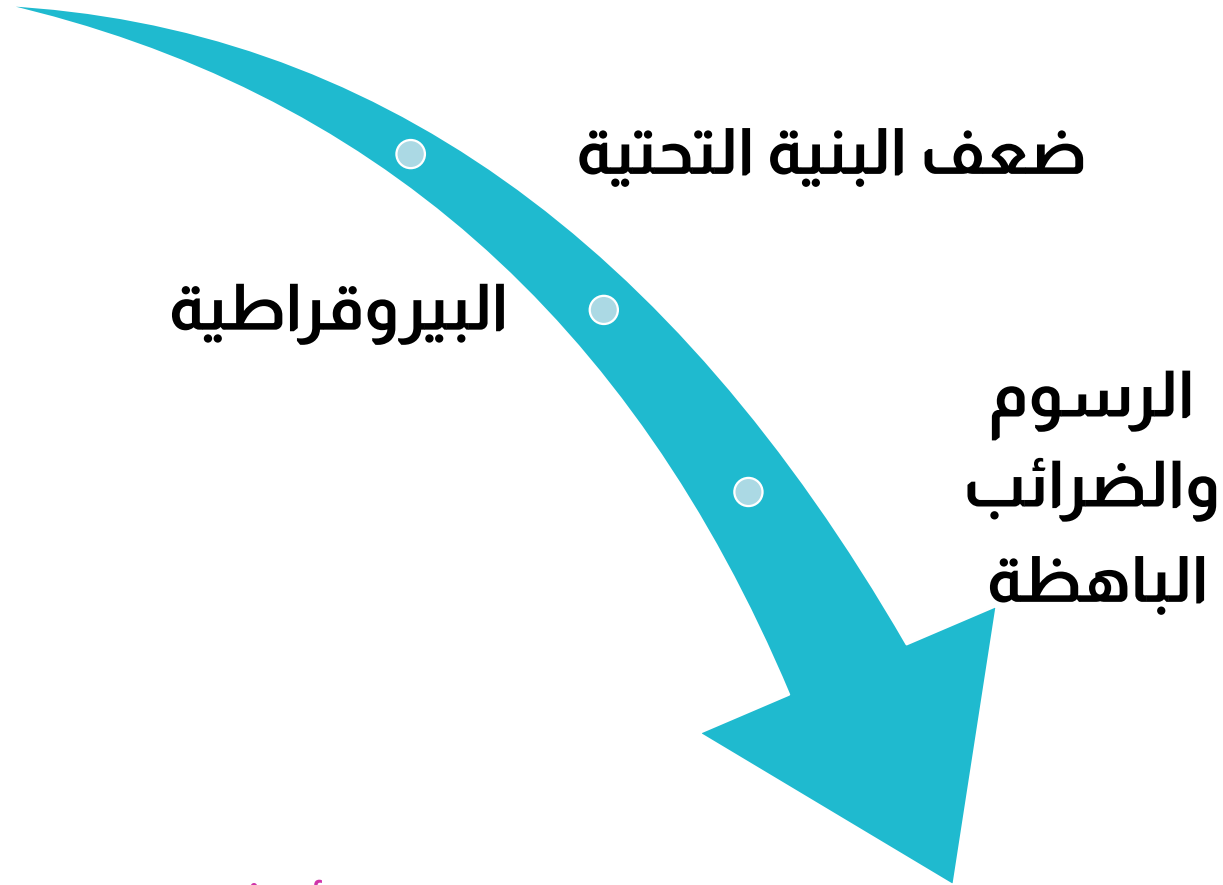 ضعف البنية التحتية
البيروقراطية
الرسوم
والضرائب
الباهظة